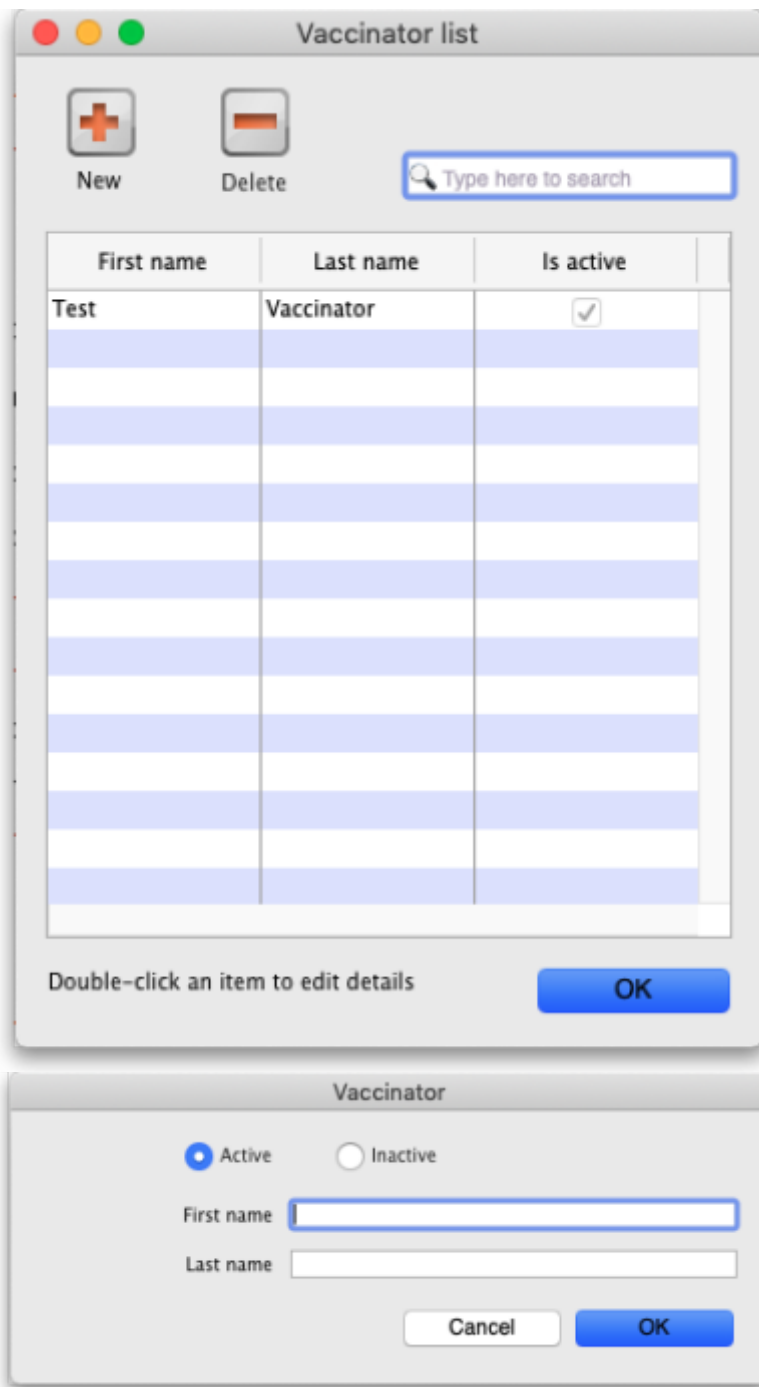 Vaccinator list
New Delete Type here to search
First name Last name Is active
Test Vaccinator
Double-click an item to edit details OK
Vaccinator
Active Inactive
First name
Last name
Cancel OK